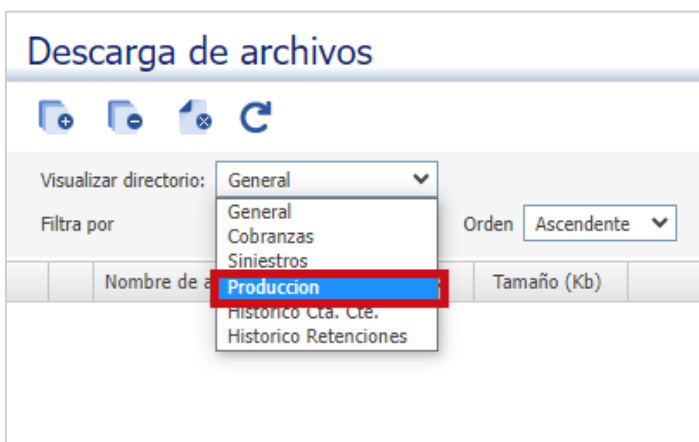 Descarga de archivos
Visualizar directorio: General
Filtra por
General
Cobranzas
Siniestros
Produccion
Historico Cta. Cte.
Historico Retenciones
Orden Ascendente
Nombre de a
Tamaño (Kb)